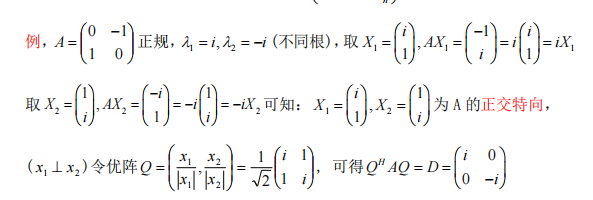 例, A = \begin{pmatrix} 0 & -1 \\ 1 & 0 \end{pmatrix} 正规, λ_1 = i, λ_2 = -i (不同根), 取 X_1 = \begin{pmatrix} i \\ 1 \end{pmatrix}, AX_1 = \begin{pmatrix} -1 \\ i \end{pmatrix} = i\begin{pmatrix} i \\ 1 \end{pmatrix} = iX_1
取 X_2 = \begin{pmatrix} 1 \\ i \end{pmatrix}, AX_2 = \begin{pmatrix} -i \\ 1 \end{pmatrix} = -i\begin{pmatrix} 1 \\ i \end{pmatrix} = -iX_2 可知: X_1 = \begin{pmatrix} i \\ 1 \end{pmatrix}, X_2 = \begin{pmatrix} 1 \\ i \end{pmatrix} 为 A 的正交特向,
(x_1 ⊥ x_2) 令优阵 Q = \left( \frac{x_1}{|x_1|}, \frac{x_2}{|x_2|} \right) = \frac{1}{\sqrt{2}} \begin{pmatrix} i & 1 \\ 1 & i \end{pmatrix}, 可得 Q^H AQ = D = \begin{pmatrix} i & 0 \\ 0 & -i \end{pmatrix}